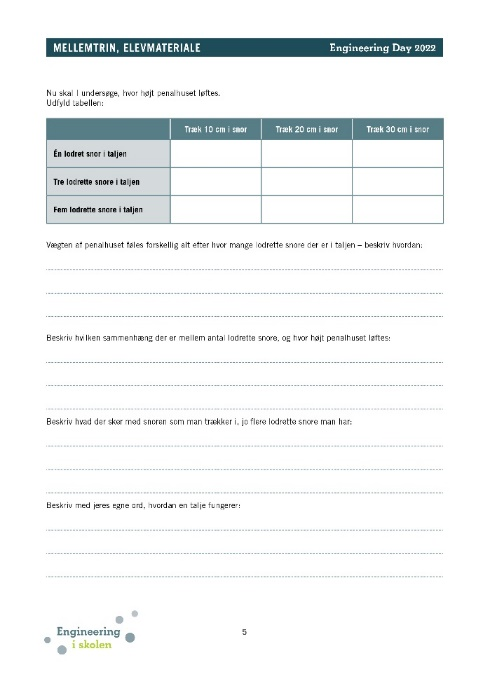 MELLEMTRIN, ELEVMATERIALE
Engineering Day 2022
Nu skal I undersøge, hvor højt penalhuset løftes.
Udfyld tabellen:
Træk 10 cm i snor
Træk 20 cm i snor
Træk 30 cm i snor
Én lodret snor i taljen
Tre lodrette snore i taljen
Fem lodrette snore i taljen
Vægten af penalhuset føles forskellig alt efter hvor mange lodrette snore der er i taljen – beskriv hvordan:
Beskriv hvilken sammenhæng der er mellem antal lodrette snore, og hvor højt penalhuset løftes:
Beskriv hvad der sker med snoren som man trækker i, jo flere lodrette snore man har:
Beskriv med jeres egne ord, hvordan en talje fungerer:
Engineering
i skolen
5